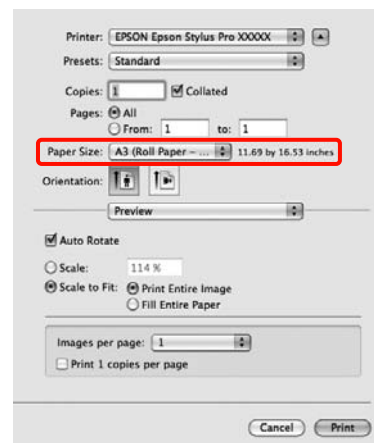 Printer: EPSON Epson Stylus Pro XXXXX
Presets: Standard
Copies: 1 Collated
Pages: All
From: 1 to: 1
Paper Size: A3 (Roll Paper – ... 11.69 by 16.53 inches
Orientation:
Preview
Auto Rotate
Scale: 114 %
Scale to Fit: Print Entire Image
Fill Entire Paper
Images per page: 1
Print 1 copies per page
Cancel Print